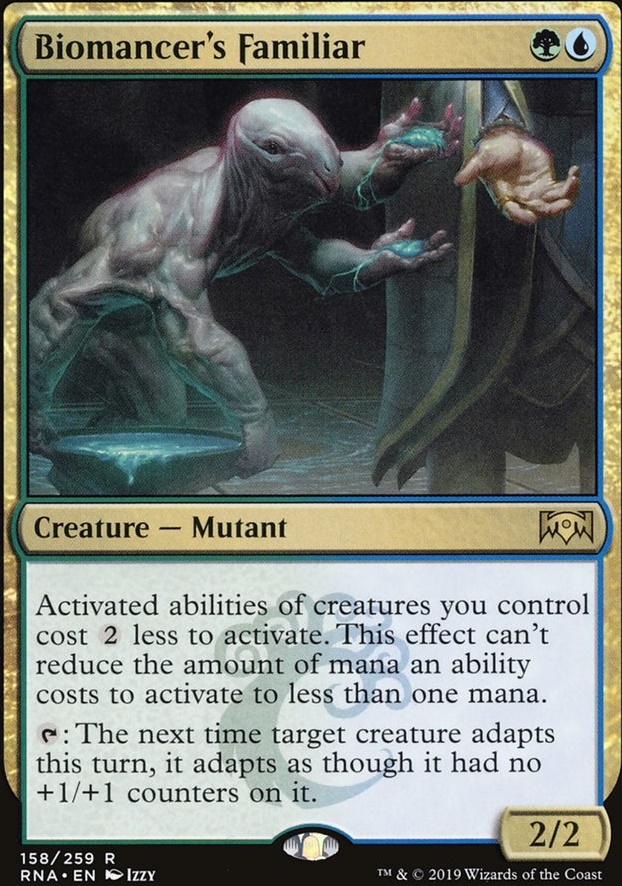 Biomancer's Familiar
Creature — Mutant
Activated abilities of creatures you control
cost 2 less to activate. This effect can't
reduce the amount of mana an ability
costs to activate to less than one mana.
: The next time target creature adapts
this turn, it adapts as though it had no
+1/+1 counters on it.
2/2
158/259 R
RNA • EN Izzy
™ & © 2019 Wizards of the Coast